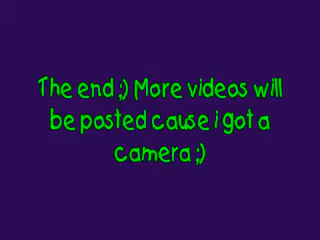 The end ;) More videos will
be posted cause i got a
camera ;)